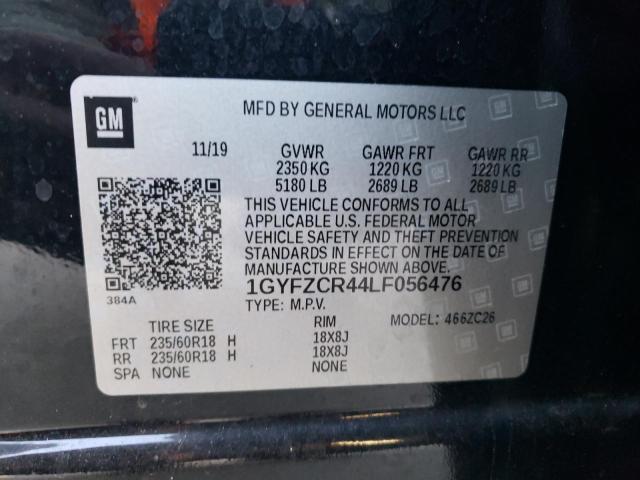 GM
MFD BY GENERAL MOTORS LLC
11/19 GVWR GAWR FRT GAWR RR
2350 KG 1220 KG 1220 KG
5180 LB 2689 LB 2689 LB
THIS VEHICLE CONFORMS TO ALL
APPLICABLE U.S. FEDERAL MOTOR
VEHICLE SAFETY AND THEFT PREVENTION
STANDARDS IN EFFECT ON THE DATE OF
MANUFACTURE SHOWN ABOVE.
1GYFZCR44LF056476
384A
TYPE: M.P.V.
TIRE SIZE RIM MODEL: 466ZC26
FRT 235/60R18 H 18X8J
RR 235/60R18 H 18X8J
SPA NONE NONE